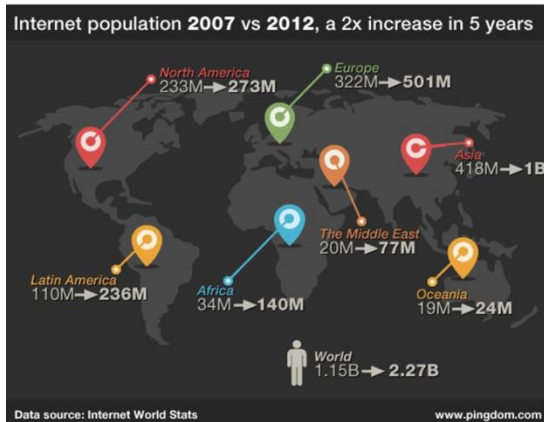 Internet population 2007 vs 2012, a 2x increase in 5 years
North America
233M→273M
Europe
322M→501M
Asia
418M→1B
The Middle East
20M→77M
Latin America
110M→236M
Africa
34M→140M
Oceania
19M→24M
World
1.15B→2.27B
Data source: Internet World Stats
www.pingdom.com